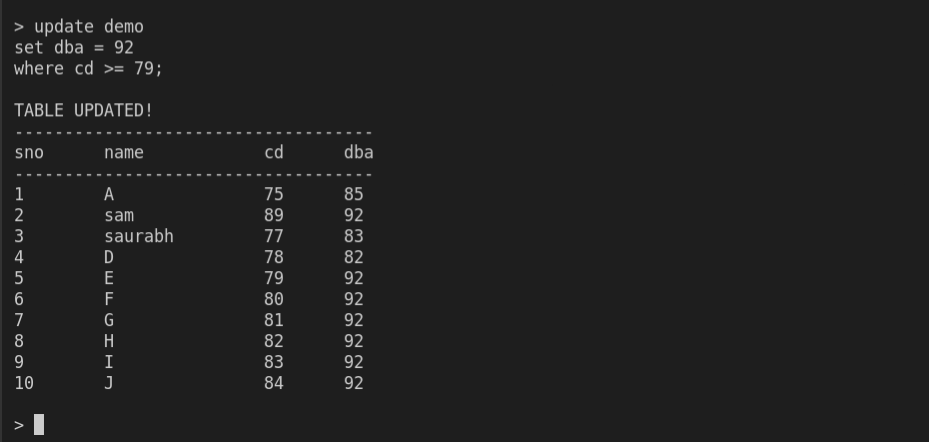 > update demo
set dba = 92
where cd >= 79;
TABLE UPDATED!
------------------------------------
sno      name            cd      dba
------------------------------------
1        A               75      85
2        sam             89      92
3        saurabh         77      83
4        D               78      82
5        E               79      92
6        F               80      92
7        G               81      92
8        H               82      92
9        I               83      92
10       J               84      92
>